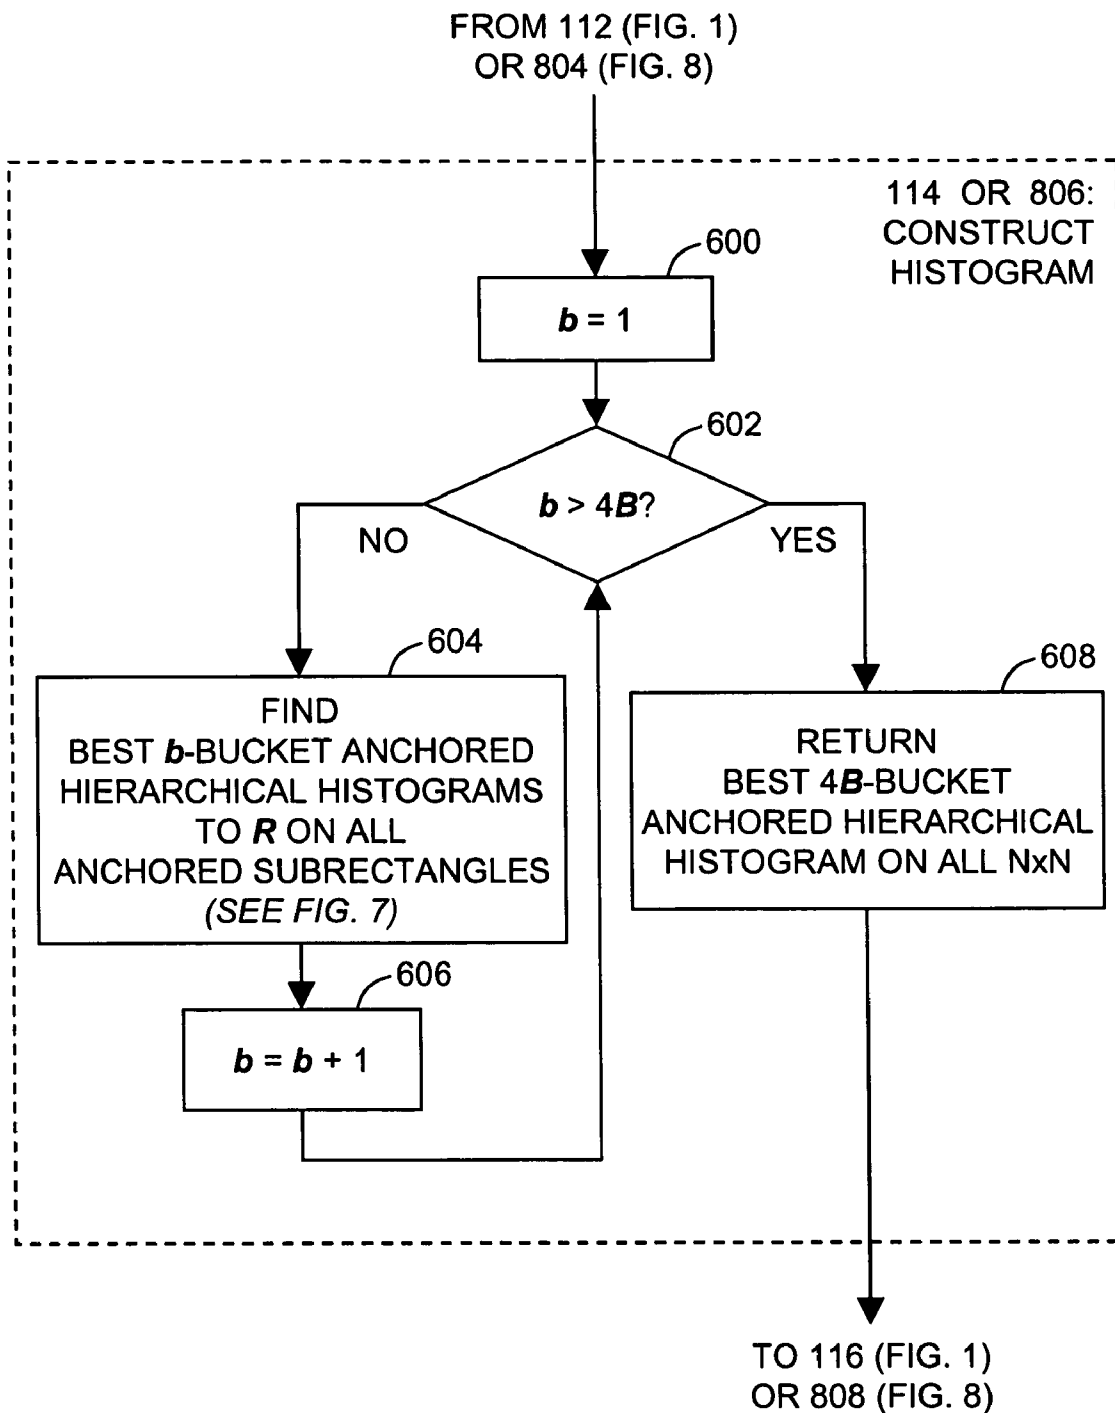 FROM 112 (FIG. 1)
OR 804 (FIG. 8)
114 OR 806:
CONSTRUCT
HISTOGRAM
600
b = 1
602
b > 4B?
NO
YES
604
FIND
BEST b-BUCKET ANCHORED
HIERARCHICAL HISTOGRAMS
TO R ON ALL
ANCHORED SUBRECTANGLES
(SEE FIG. 7)
608
RETURN
BEST 4B-BUCKET
ANCHORED HIERARCHICAL
HISTOGRAM ON ALL NxN
606
b = b + 1
TO 116 (FIG. 1)
OR 808 (FIG. 8)